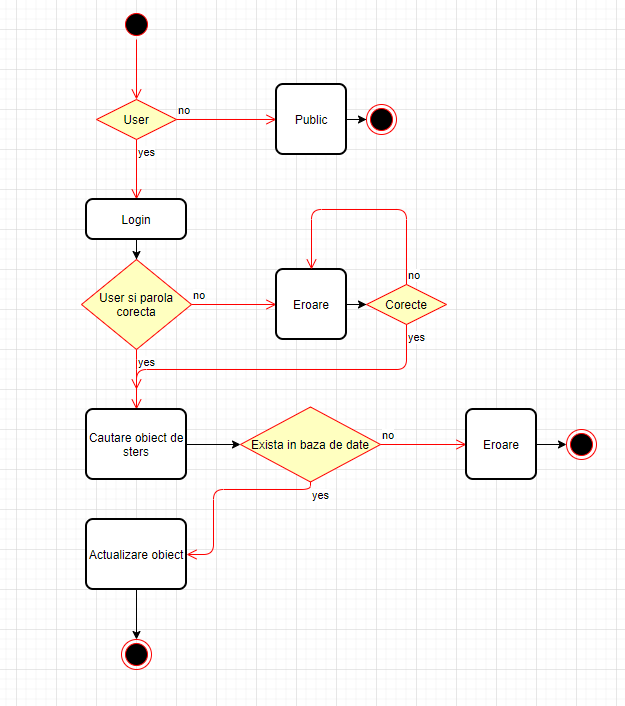 User
no
Public
yes
Login
User si parola
corecta
no
Eroare
Corecte
no
yes
yes
Cautare obiect de
sters
Exista in baza de date
no
Eroare
yes
Actualizare obiect